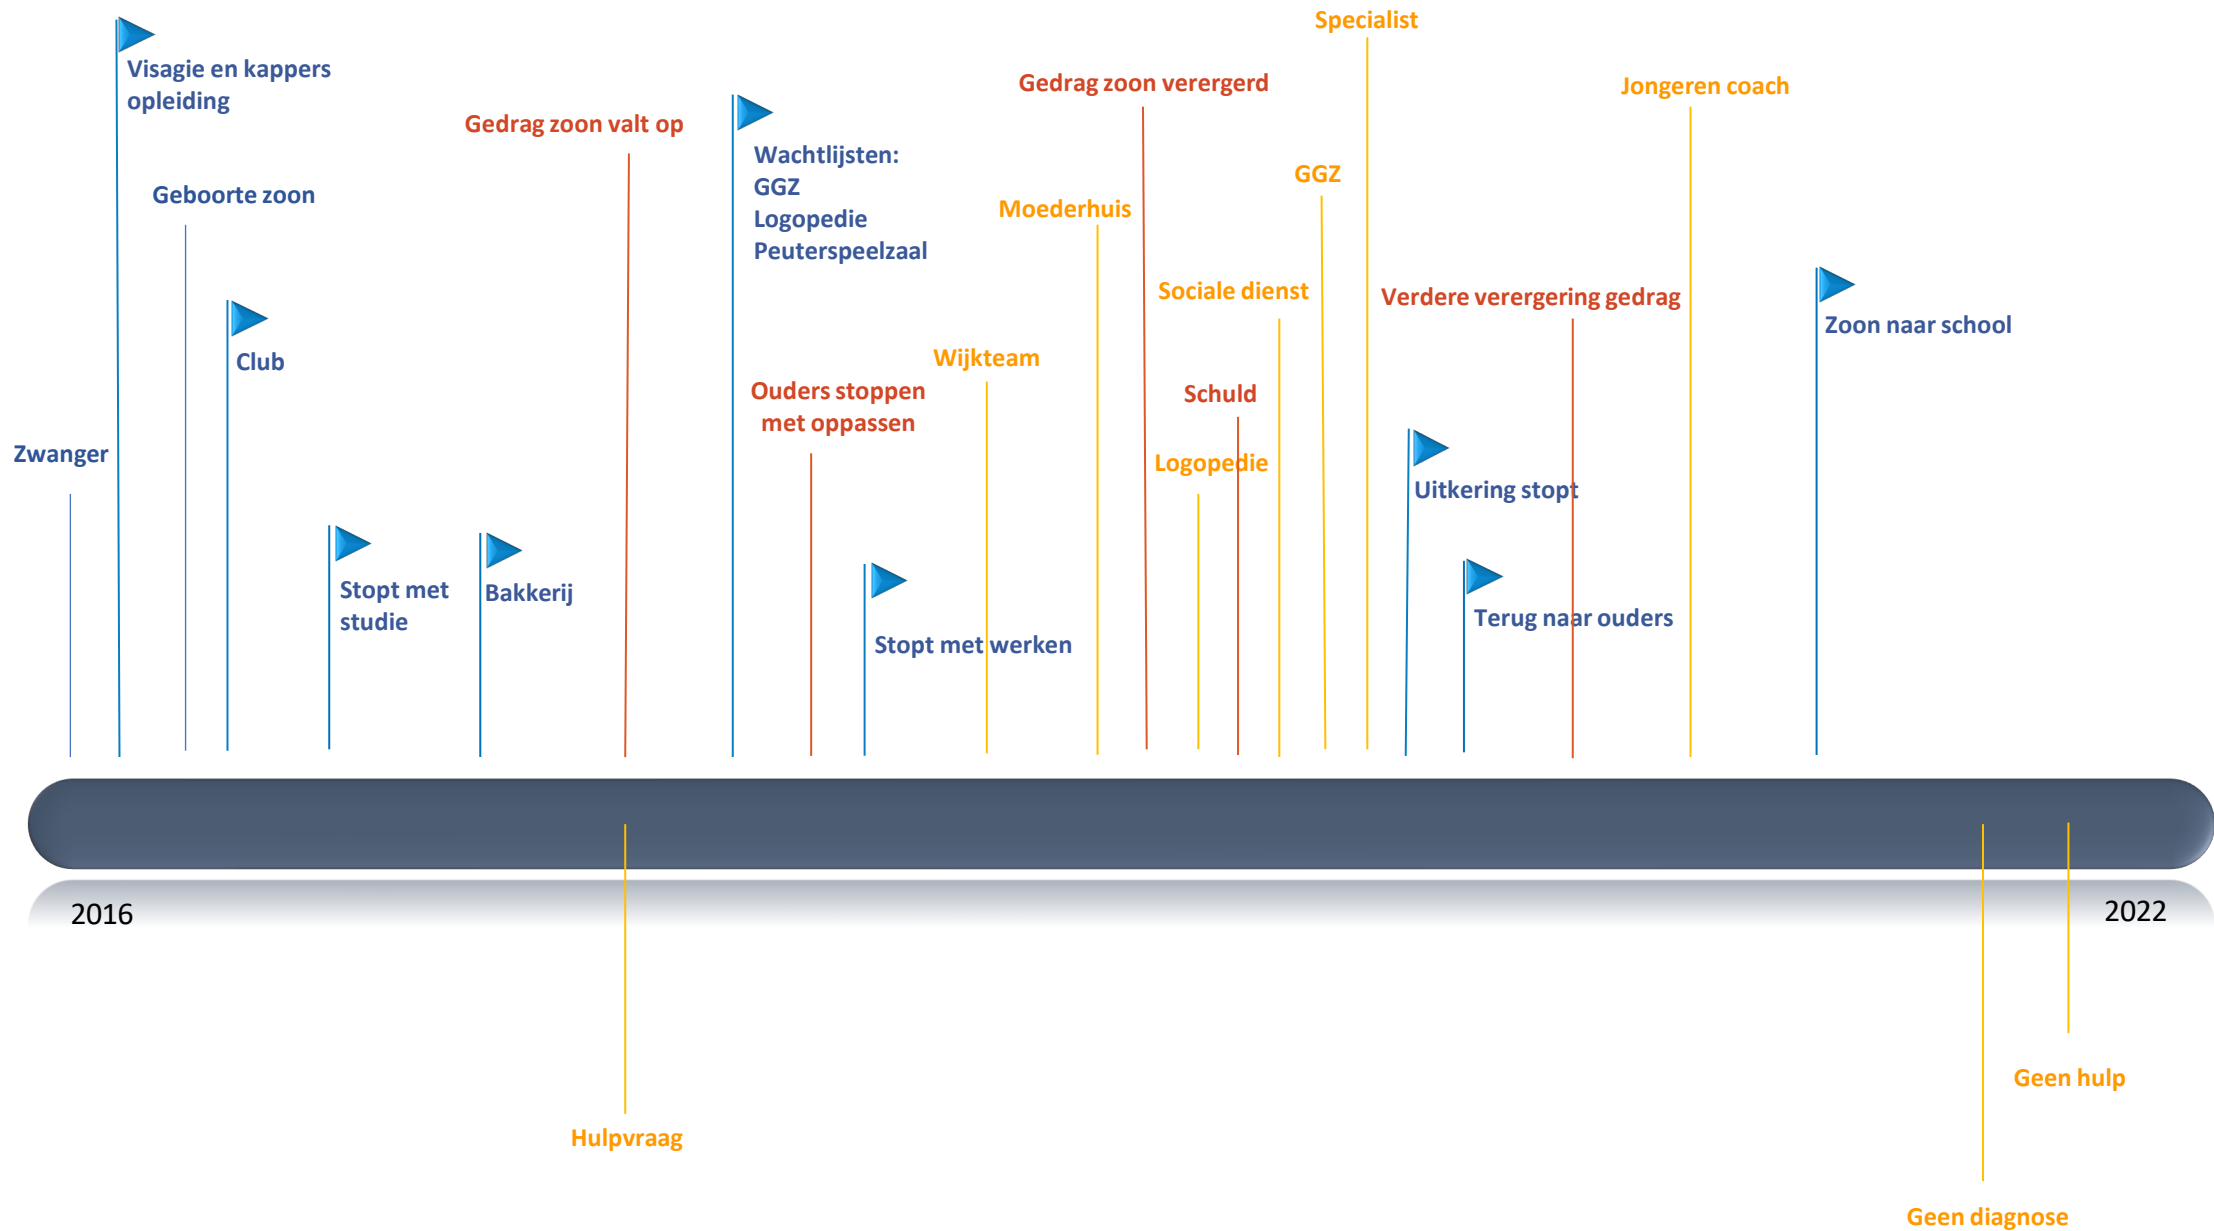 Specialist
Visagie en kappers
opleiding
Gedrag zoon verergerd
Jongeren coach
Gedrag zoon valt op
Wachtlijsten:
GGZ
Logopedie
Peuterspeelzaal
GGZ
Geboorte zoon
Moederhuis
Sociale dienst
Verdere verergering gedrag
Zoon naar school
Club
Wijkteam
Ouders stoppen
met oppassen
Schuld
Zwanger
Logopedie
Uitkering stopt
Stopt met
studie
Bakkerij
Terug naar ouders
Stopt met werken
2016
2022
Geen hulp
Hulpvraag
Geen diagnose